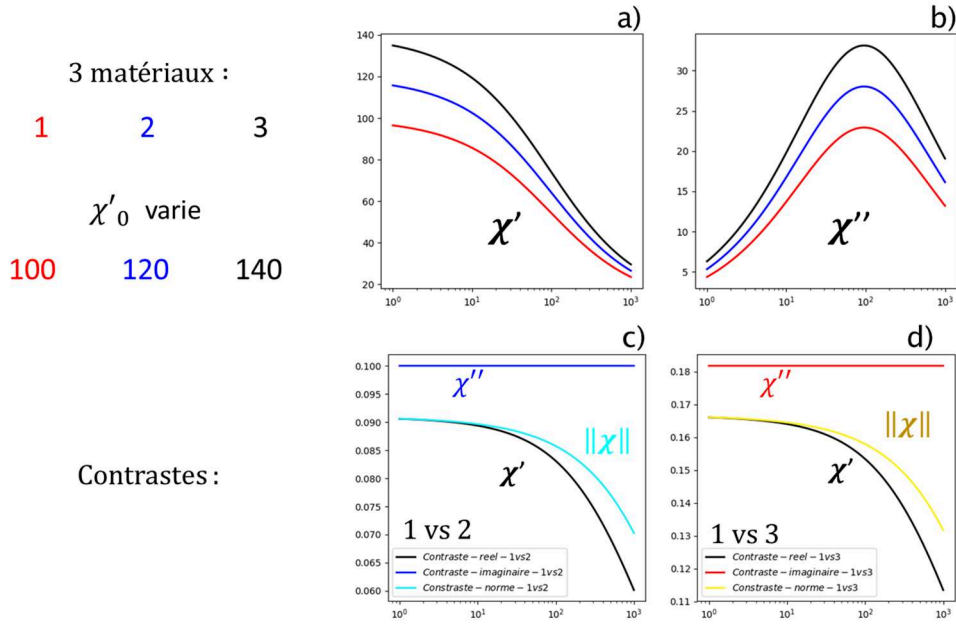 3 matériaux :
1 2 3
χ'₀ varie
100 120 140
Contrastes :
a)
140
120
100
80
60
40
20
χ'
10⁰ 10¹ 10² 10³
b)
30
25
20
15
10
5
χ''
10⁰ 10¹ 10² 10³
c)
0.100
0.095
0.090
0.085
0.080
0.075
0.070
0.065
0.060
χ''
||χ||
χ'
1 vs 2
Contraste − reel − 1vs2
Contraste − imaginaire − 1vs2
Constraste − norme − 1vs2
10⁰ 10¹ 10² 10³
d)
0.18
0.17
0.16
0.15
0.14
0.13
0.12
0.11
χ''
||χ||
χ'
1 vs 3
Contraste − reel − 1vs3
Contraste − imaginaire − 1vs3
Constraste − norme − 1vs3
10⁰ 10¹ 10² 10³